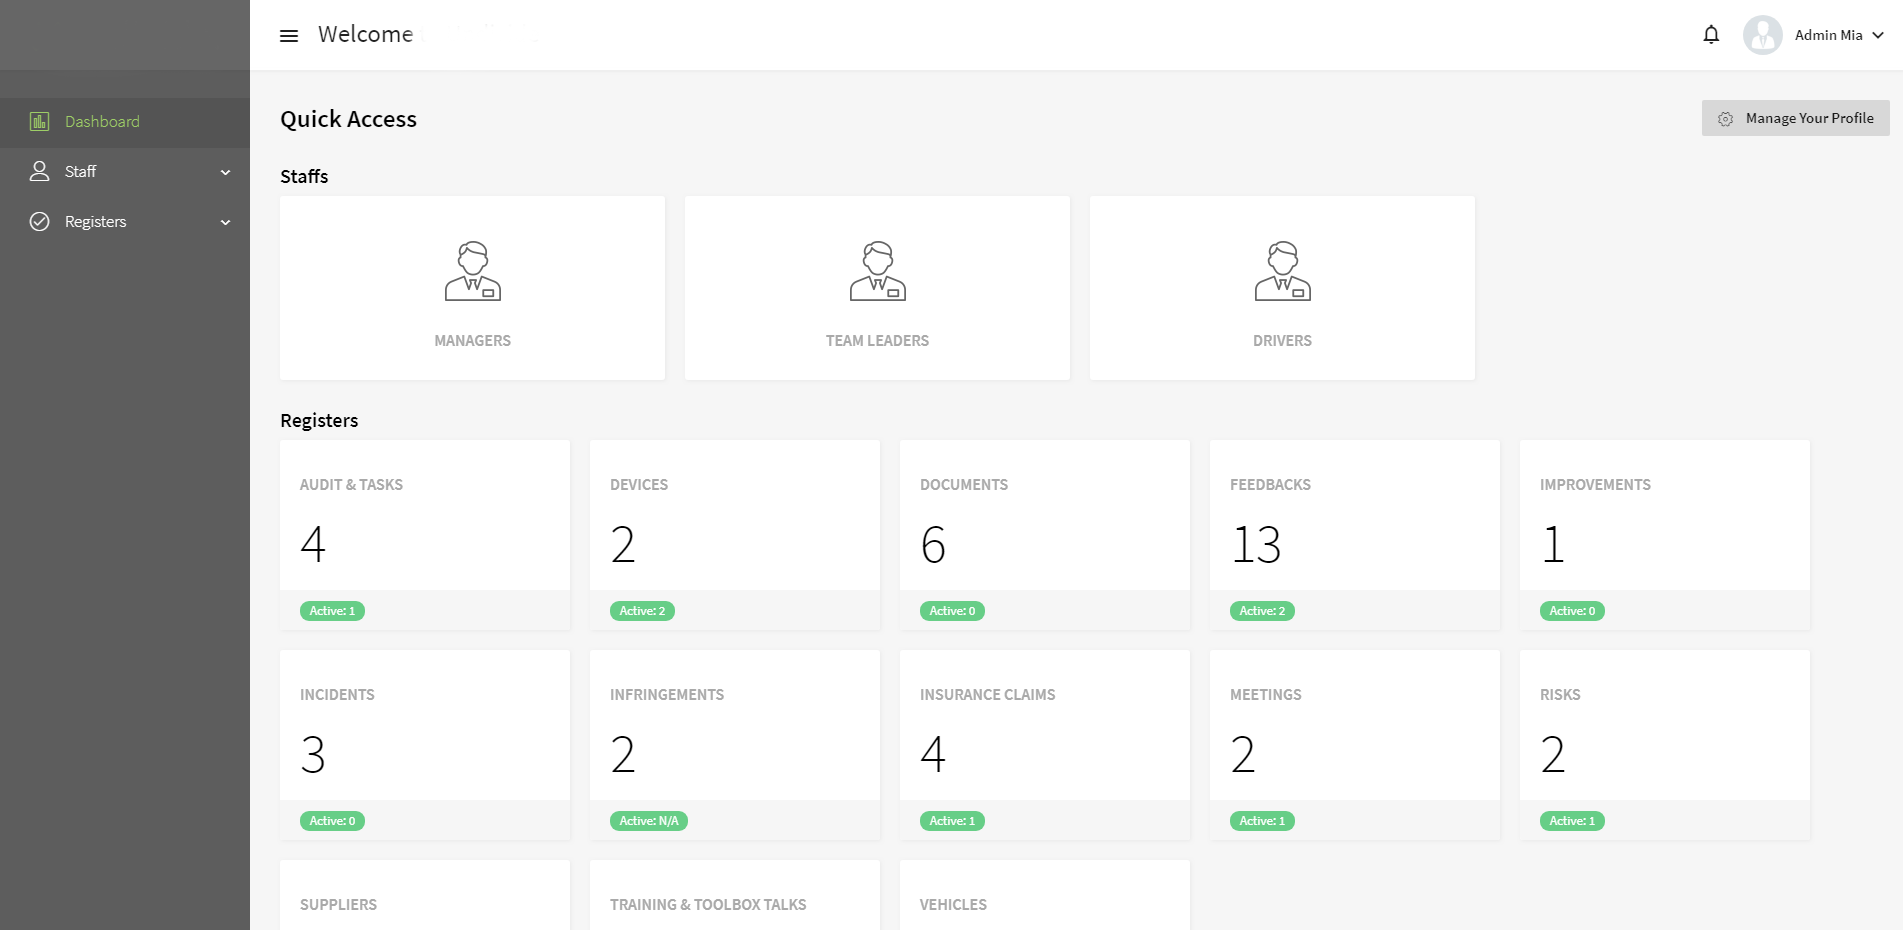 Welcome
Admin Mia
Dashboard
Staff
Registers
Quick Access
Manage Your Profile
Staffs
MANAGERS
TEAM LEADERS
DRIVERS
Registers
AUDIT & TASKS
4
Active: 1
DEVICES
2
Active: 2
DOCUMENTS
6
Active: 0
FEEDBACKS
13
Active: 2
IMPROVEMENTS
1
Active: 0
INCIDENTS
3
Active: 0
INFRINGEMENTS
2
Active: N/A
INSURANCE CLAIMS
4
Active: 1
MEETINGS
2
Active: 1
RISKS
2
Active: 1
SUPPLIERS
TRAINING & TOOLBOX TALKS
VEHICLES